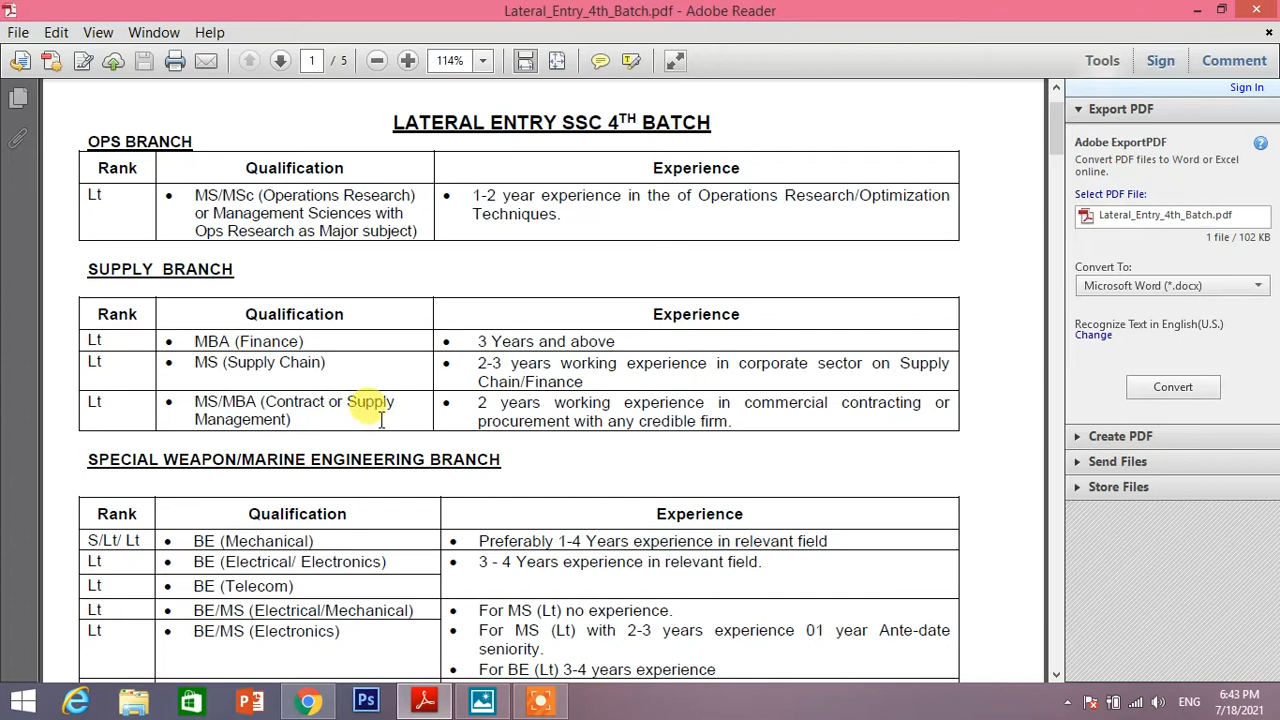 Lateral_Entry_4th_Batch.pdf - Adobe Reader
File Edit View Window Help
1 / 5 114% Tools Sign Comment
Sign In
LATERAL ENTRY SSC 4TH BATCH
OPS BRANCH
Rank Qualification Experience
Lt • MS/MSc (Operations Research) • 1-2 year experience in the of Operations Research/Optimization
or Management Sciences with Techniques.
Ops Research as Major subject)
SUPPLY BRANCH
Rank Qualification Experience
Lt • MBA (Finance) • 3 Years and above
Lt • MS (Supply Chain) • 2-3 years working experience in corporate sector on Supply
Chain/Finance
Lt • MS/MBA (Contract or Supply • 2 years working experience in commercial contracting or
Management) procurement with any credible firm.
SPECIAL WEAPON/MARINE ENGINEERING BRANCH
Rank Qualification Experience
S/Lt/ Lt • BE (Mechanical) • Preferably 1-4 Years experience in relevant field
Lt • BE (Electrical/ Electronics) • 3 - 4 Years experience in relevant field.
Lt • BE (Telecom)
Lt • BE/MS (Electrical/Mechanical) • For MS (Lt) no experience.
Lt • BE/MS (Electronics) • For MS (Lt) with 2-3 years experience 01 year Ante-date
seniority.
• For BE (Lt) 3-4 years experience
Export PDF
Adobe ExportPDF
Convert PDF files to Word or Excel
online.
Select PDF File:
Lateral_Entry_4th_Batch.pdf
1 file / 102 KB
Convert To:
Microsoft Word (*.docx)
Recognize Text in English(U.S.)
Change
Convert
Create PDF
Send Files
Store Files
Ps
ENG
6:43 PM
7/18/2021